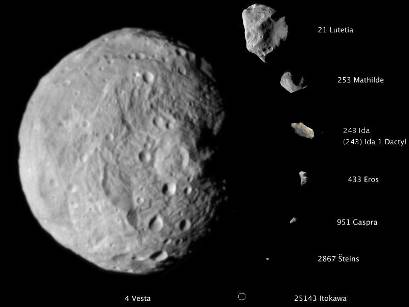 21 Lutetia
253 Mathilde
243 Ida
(243) Ida 1 Dactyl
433 Eros
951 Gaspra
2867 Šteins
4 Vesta
25143 Itokawa